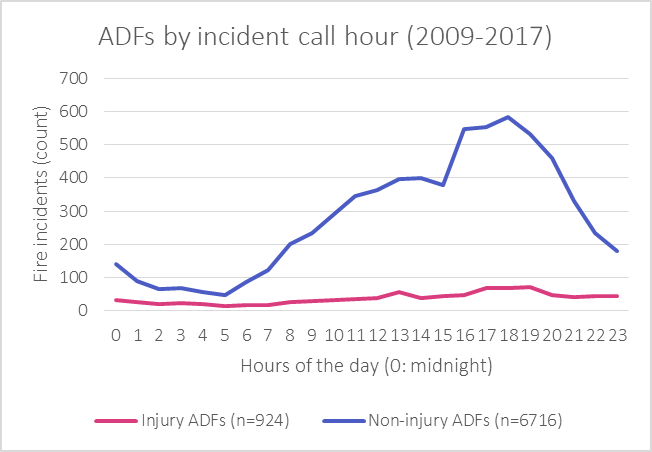 ADFs by incident call hour (2009-2017)
Fire incidents (count)
700
600
500
400
300
200
100
0
0 1 2 3 4 5 6 7 8 9 10 11 12 13 14 15 16 17 18 19 20 21 22 23
Hours of the day (0: midnight)
Injury ADFs (n=924) Non-injury ADFs (n=6716)